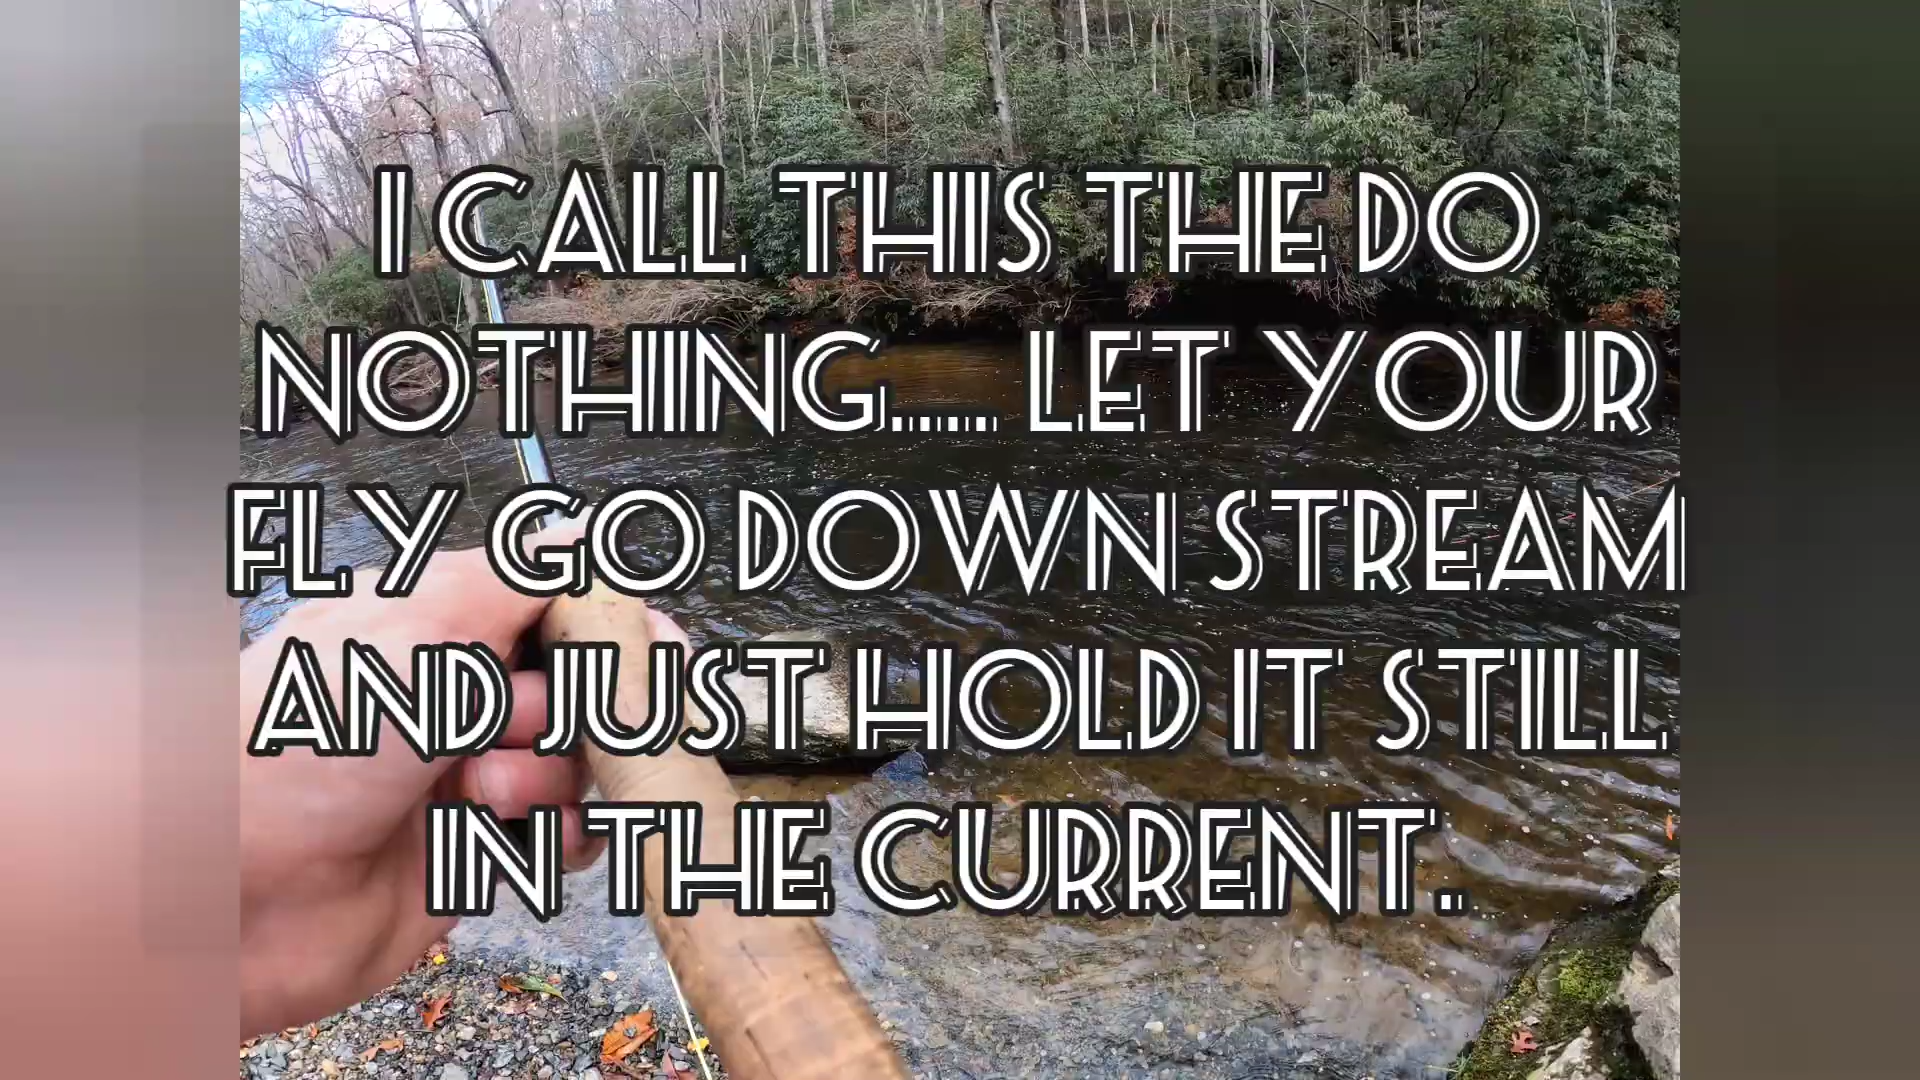 I CALL THIS THE DO
NOTHING...... LET YOUR
FLY GO DOWN STREAM
AND JUST HOLD IT STILL
IN THE CURRENT..